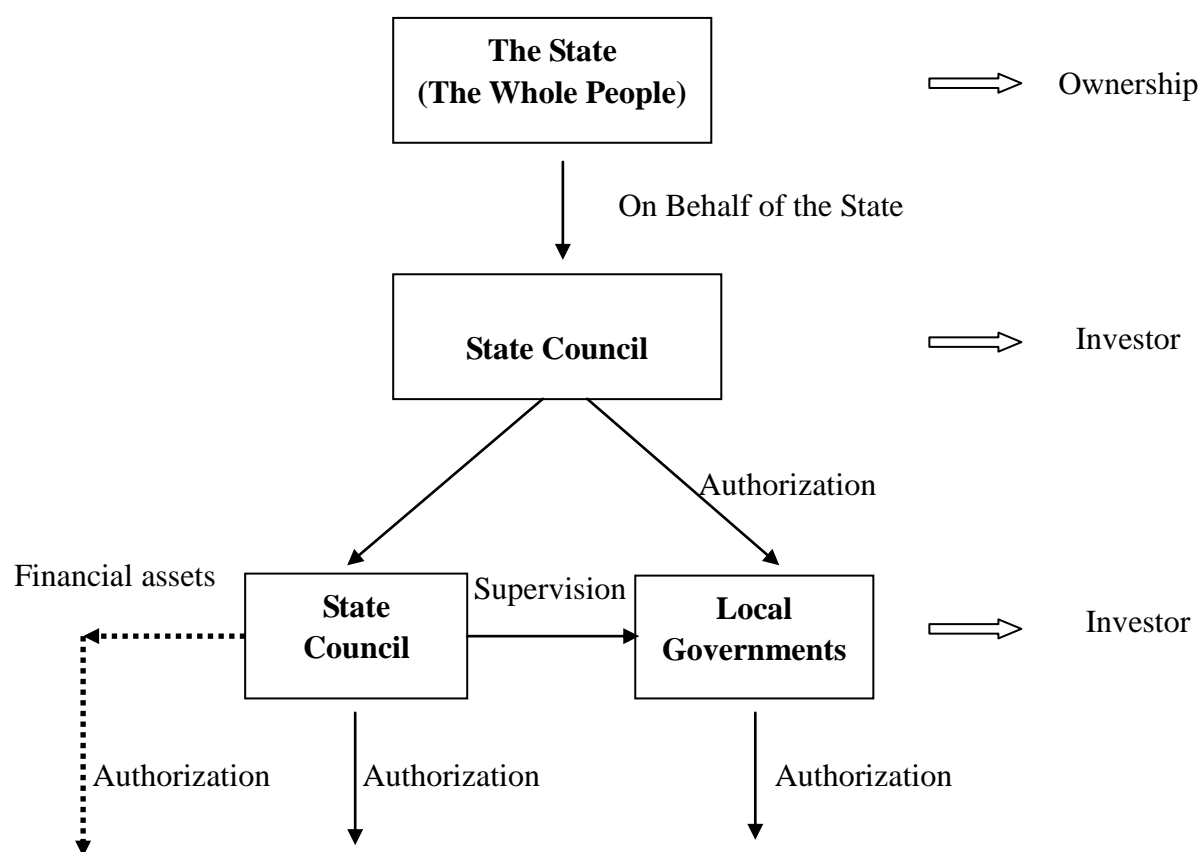 The State
(The Whole People)
Ownership
On Behalf of the State
State Council
Investor
Authorization
Financial assets
State
Council
Supervision
Local
Governments
Investor
Authorization
Authorization
Authorization